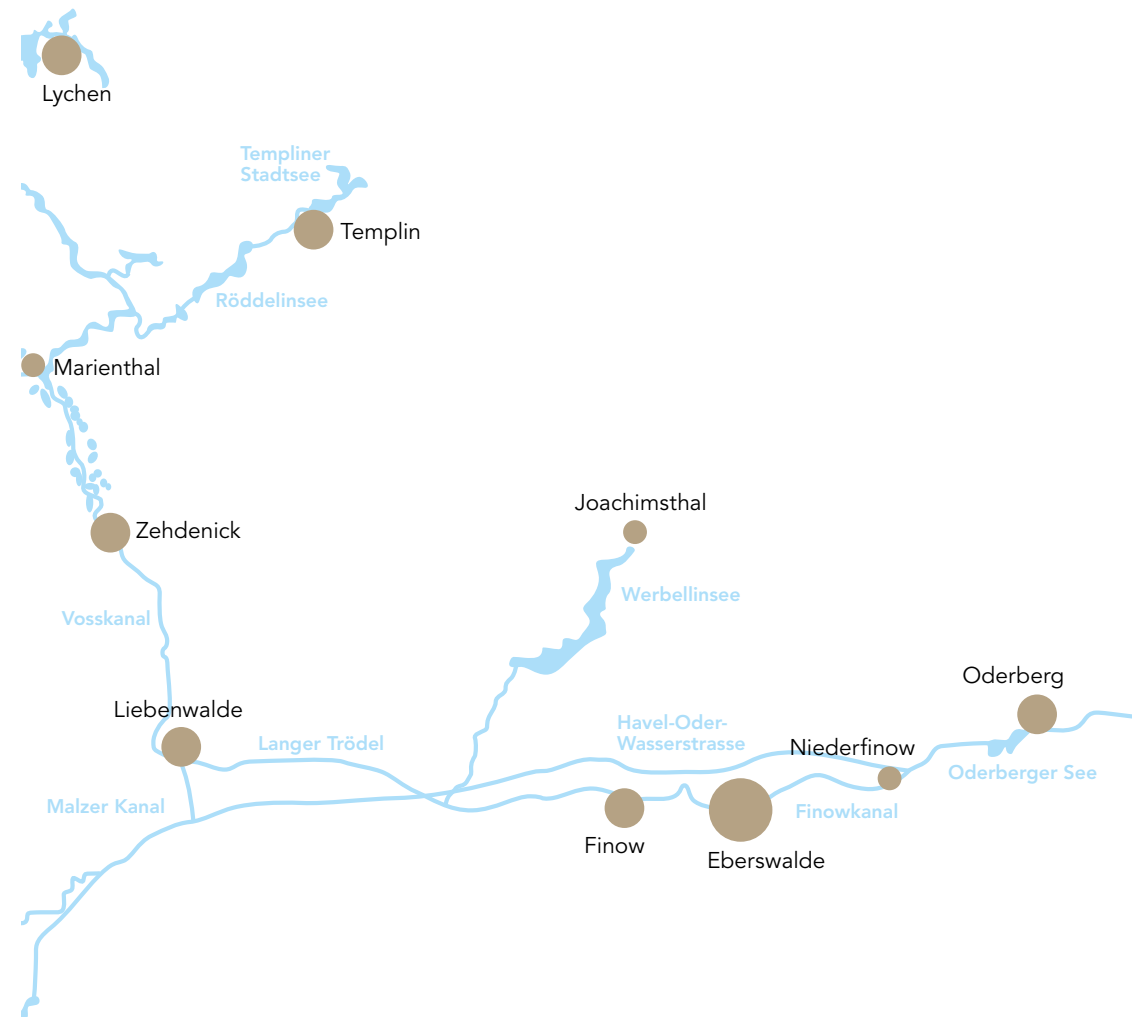 Lychen
Templiner
Stadtsee
Templin
Röddelinsee
Marienthal
Joachimsthal
Zehdenick
Werbellinsee
Vosskanal
Oderberg
Liebenwalde
Havel-Oder-
Wasserstrasse
Langer Trödel
Niederfinow
Oderberger See
Malzer Kanal
Finowkanal
Finow
Eberswalde